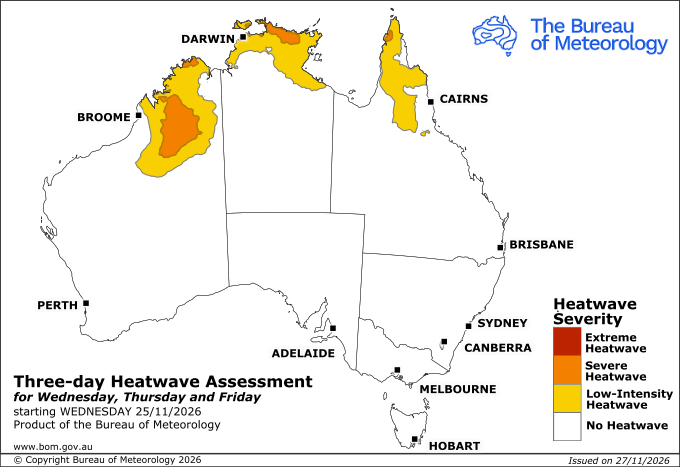 The Bureau
of Meteorology
DARWIN
CAIRNS
BROOME
BRISBANE
PERTH
SYDNEY
CANBERRA
ADELAIDE
MELBOURNE
HOBART
Heatwave
Severity
Extreme
Heatwave
Severe
Heatwave
Low-Intensity
Heatwave
No Heatwave
Three-day Heatwave Assessment
for Wednesday, Thursday and Friday
starting WEDNESDAY 25/11/2026
Product of the Bureau of Meteorology
www.bom.gov.au
© Copyright Bureau of Meteorology 2026
Issued on 27/11/2026